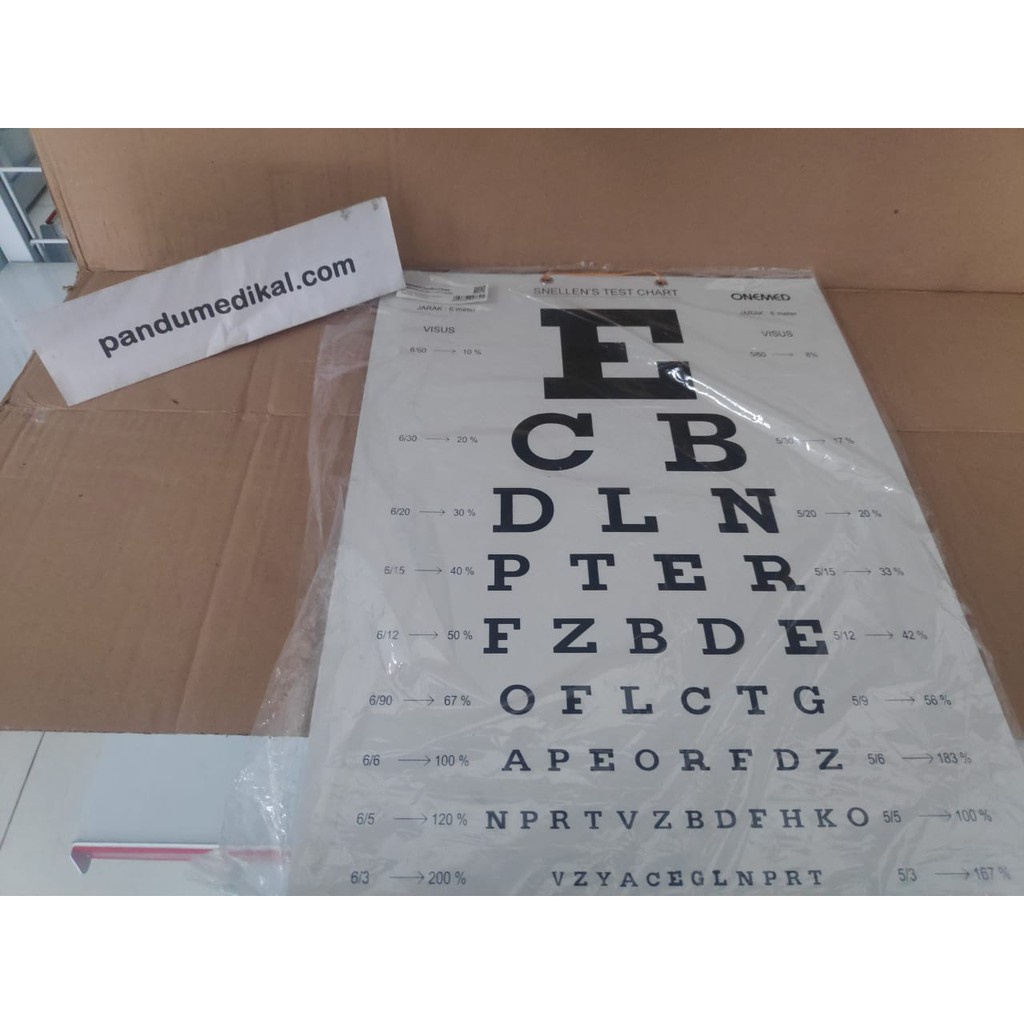 pandumedikal.com
SNELLEN'S TEST CHART
ONEMED
JARAK : 6 meter
JARAK : 5 meter
VISUS
VISUS
6/60 → 10 % E 5/60 → 8%
6/30 → 20 % C B 5/30 → 17 %
6/20 → 30 % D L N 5/20 → 20 %
6/15 → 40 % P T E R 5/15 → 33 %
6/12 → 50 % F Z B D E 5/12 → 42 %
6/90 → 67 % O F L C T G 5/9 → 56 %
6/6 → 100 % A P E O R F D Z 5/6 → 183 %
6/5 → 120 % N P R T V Z B D F H K O 5/5 → 100 %
6/3 → 200 % V Z Y A C E G L N P R T 5/3 → 167 %